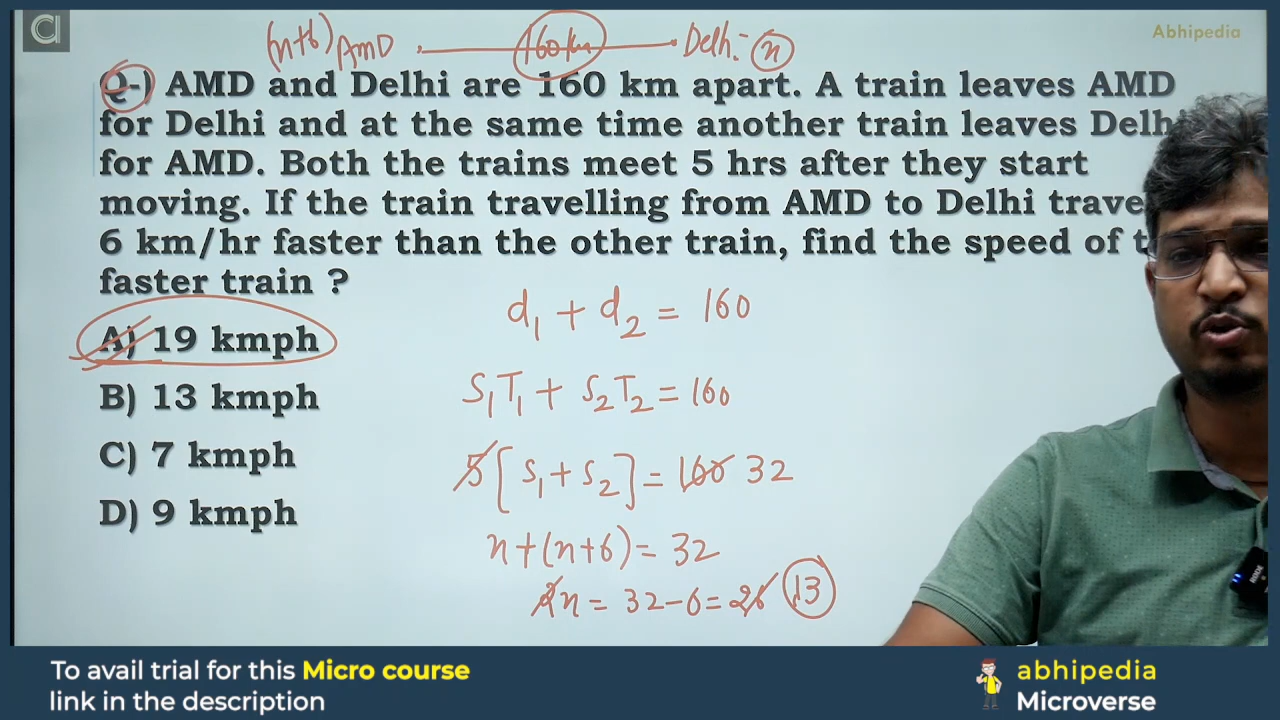 (n+6) AMD 160 km Delhi - n
Abhipedia
Q-) AMD and Delhi are 160 km apart. A train leaves AMD
for Delhi and at the same time another train leaves Delhi
for AMD. Both the trains meet 5 hrs after they start
moving. If the train travelling from AMD to Delhi trave
6 km/hr faster than the other train, find the speed of t
faster train ?
A) 19 kmph
B) 13 kmph
C) 7 kmph
D) 9 kmph
d₁ + d₂ = 160
S₁T₁ + S₂T₂ = 160
5[S₁+S₂] = 160 32
n+(n+6) = 32
2n = 32-6 = 26 13
To avail trial for this Micro course
link in the description
abhipedia
Microverse